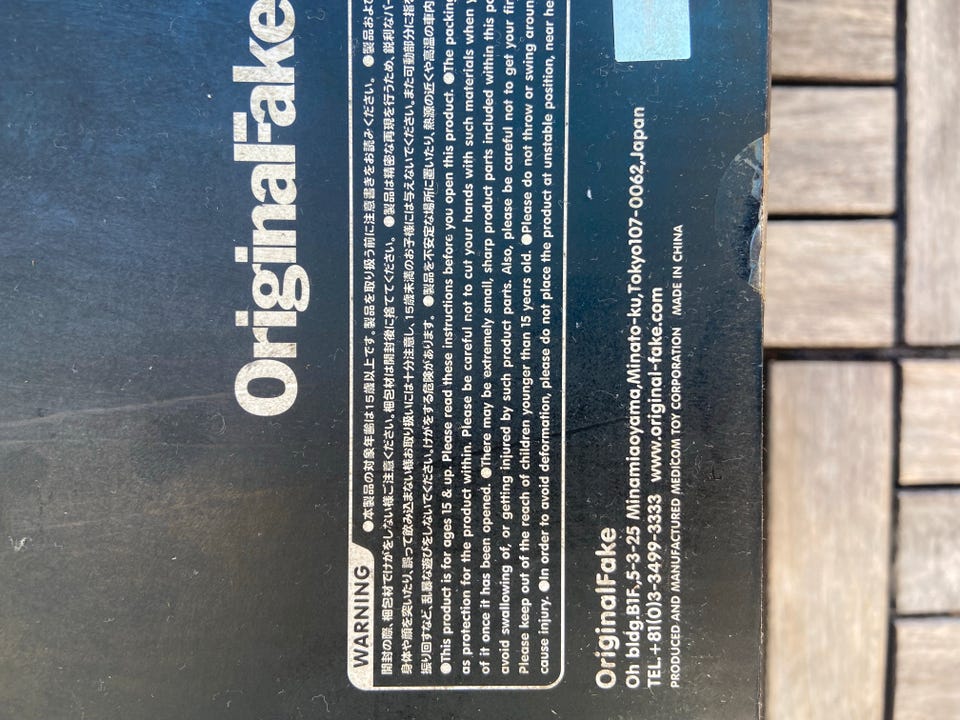 OriginalFake
WARNING
●本製品の対象年齢は15歳以上です。製品を取り扱う前に注意書きをお読みください。 ●製品および
開封の際、梱包材でけがをしない様ご注意ください。梱包材は開封後に捨ててください。 ●製品は精密な再現を行うため、鋭利なパー
身体や顔を突いたり、誤って飲み込まない様お取り扱いには十分注意し、15歳未満のお子様には与えないでください。また可動部分に指を
振り回すなど、乱暴な遊びをしないでください。けがをする危険があります。 ●製品を不安定な場所に置いたり、熱源の近くや高温の車内
●This product is for ages 15 & up. Please read these instructions before you open this product. ●The packing
as protection for the product within. Please be careful not to cut your hands with such materials when y
of it once it has been opened. ●There may be extremely small, sharp product parts included within this pa
avoid swallowing of, or getting injured by such product parts. Also, please be careful not to get your fin
Please keep out of the reach of children younger than 15 years old. ●Please do not throw or swing aroun
cause injury. ●In order to avoid deformation, please do not place the product at unstable position, near he
OriginalFake
Oh bldg.B1F.,5-3-25 Minamiaoyama,Minato-ku,Tokyo107-0062,Japan
TEL +81(0)3-3499-3333 www.original-fake.com
PRODUCED AND MANUFACTURED MEDICOM TOY CORPORATION MADE IN CHINA